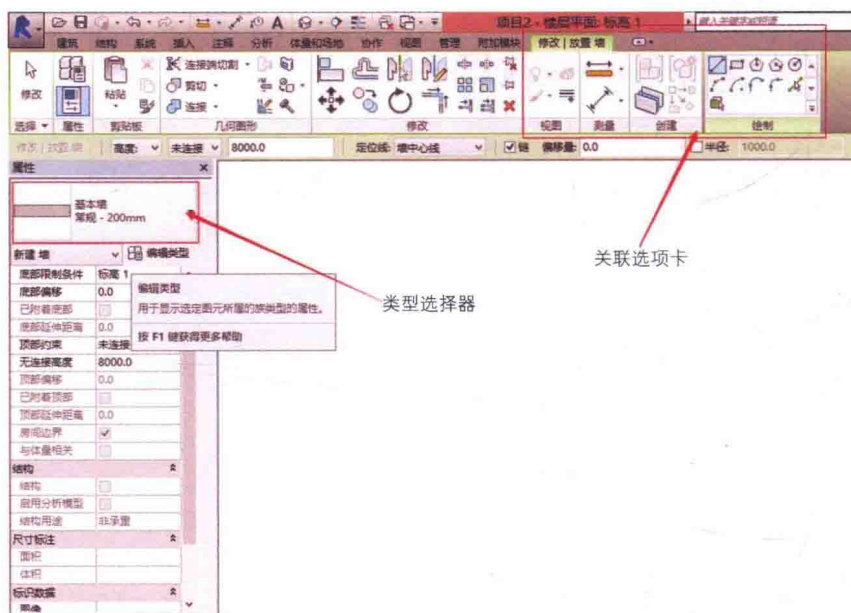 项目2 - 楼层平面: 标高 1
键入关键字或短语
建筑 结构 系统 插入 注释 分析 体量和场地 协作 视图 管理 附加模块 修改 | 放置 墙
修改
粘贴
连接端切割
剪切
连接
选择 属性 剪贴板 几何图形 修改 视图 测量 创建 绘制
修改 | 放置 墙 高度: 未连接 8000.0 定位线: 墙中心线 链 偏移量: 0.0 半径: 1000.0
属性
基本墙
常规 - 200mm
新建 墙 编辑类型
底部限制条件 标高 1
底部偏移 0.0
已附着底部
底部延伸距离 0.0
顶部约束 未连接
无连接高度 8000.0
顶部偏移 0.0
已附着顶部
顶部延伸距离 0.0
房间边界
与体量相关
结构
结构
启用分析模型
结构用途 非承重
尺寸标注
面积
体积
标识数据
图像
编辑类型
用于显示选定图元所属的族类型的属性。
按 F1 键获得更多帮助
类型选择器
关联选项卡